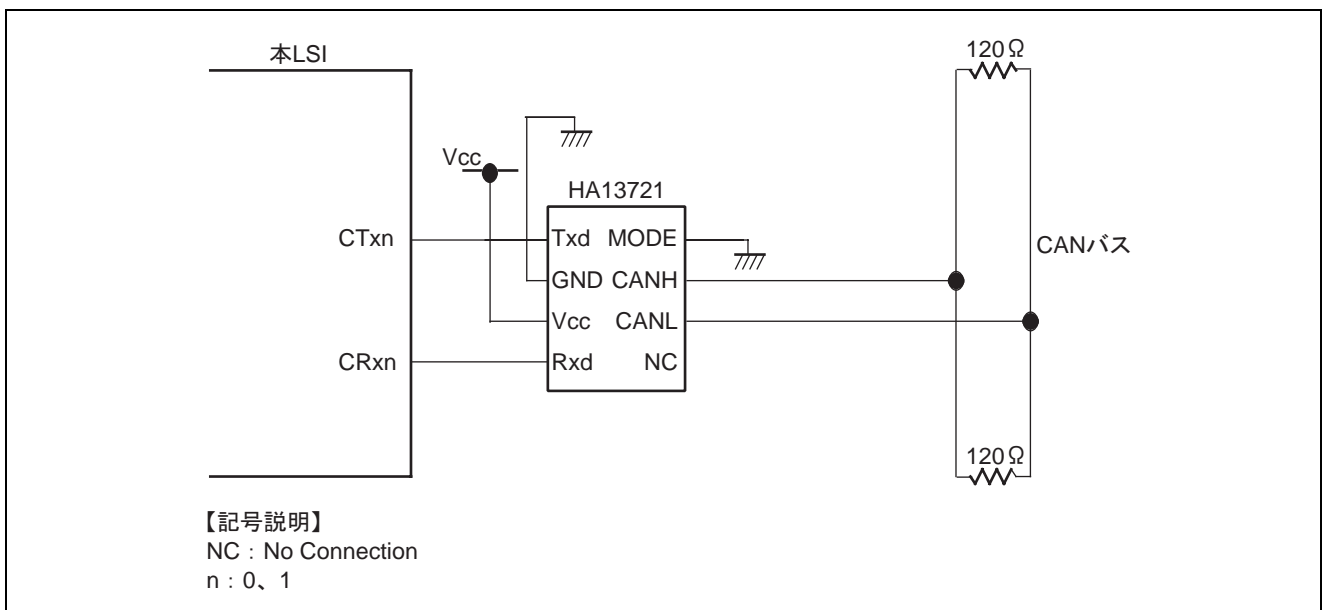 本LSI
120Ω
Vcc
HA13721
CTxn
Txd MODE
CANバス
GND CANH
Vcc CANL
CRxn
Rxd NC
120Ω
【記号説明】
NC：No Connection
n：0、1